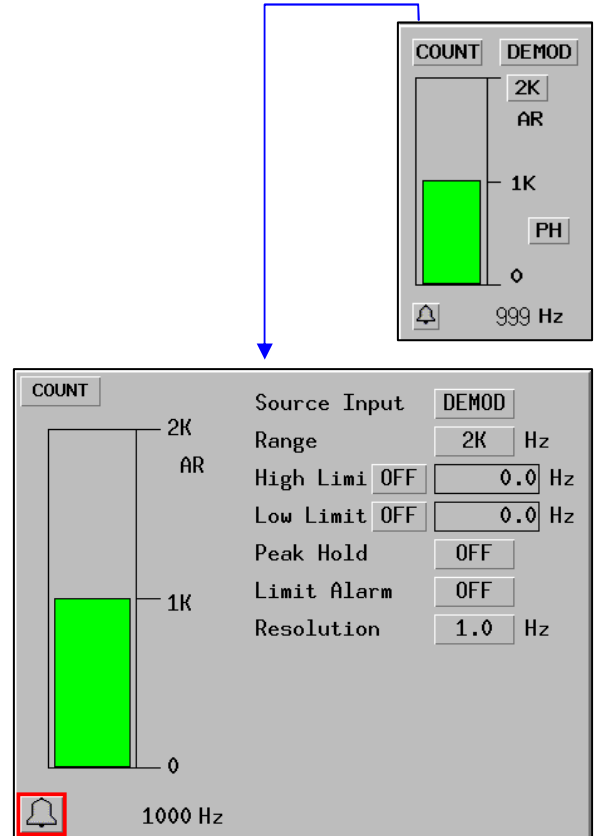 COUNT DEMOD
2K
AR
1K
PH
0
999 Hz
COUNT
2K
AR
1K
0
1000 Hz
Source Input DEMOD
Range 2K Hz
High Limi OFF 0.0 Hz
Low Limit OFF 0.0 Hz
Peak Hold OFF
Limit Alarm OFF
Resolution 1.0 Hz